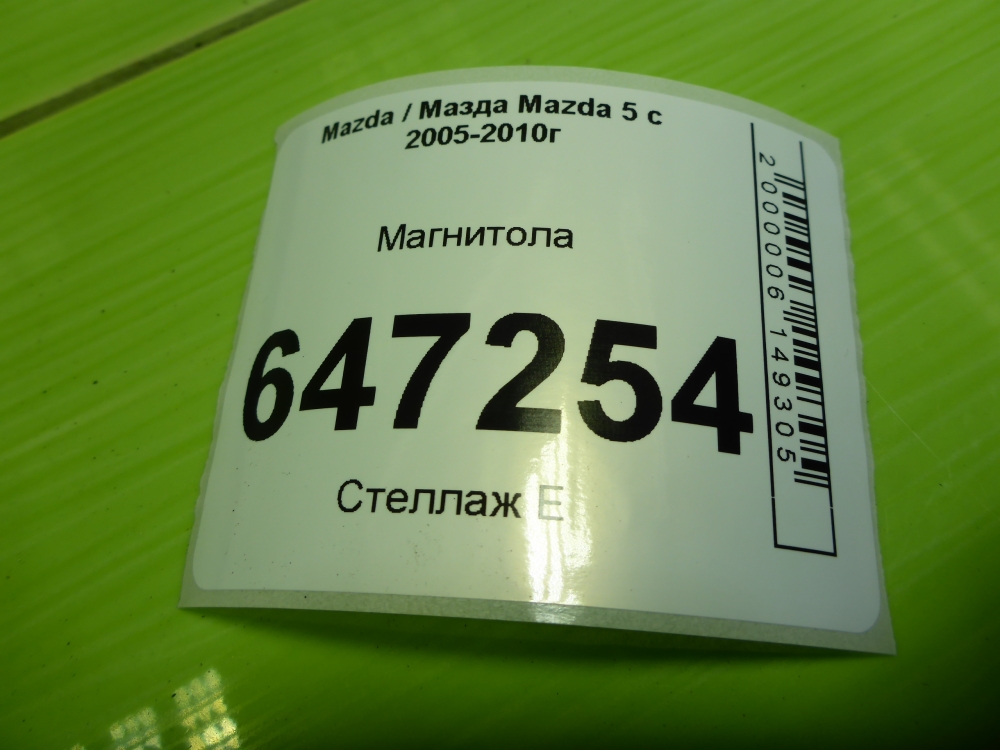 Mazda / Мазда Mazda 5 с
2005-2010г
Магнитола
647254
Стеллаж Е
2000006149305